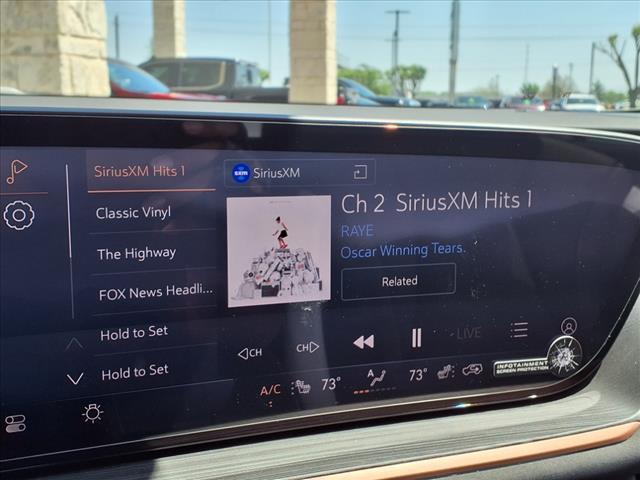 SiriusXM Hits 1
Classic Vinyl
The Highway
FOX News Headli...
Hold to Set
Hold to Set
sxm SiriusXM
Ch 2 SiriusXM Hits 1
RAYE
Oscar Winning Tears.
Related
CH
CH
LIVE
A/C
73°
A
73°
INFOTAINMENT
SCREEN PROTECTION